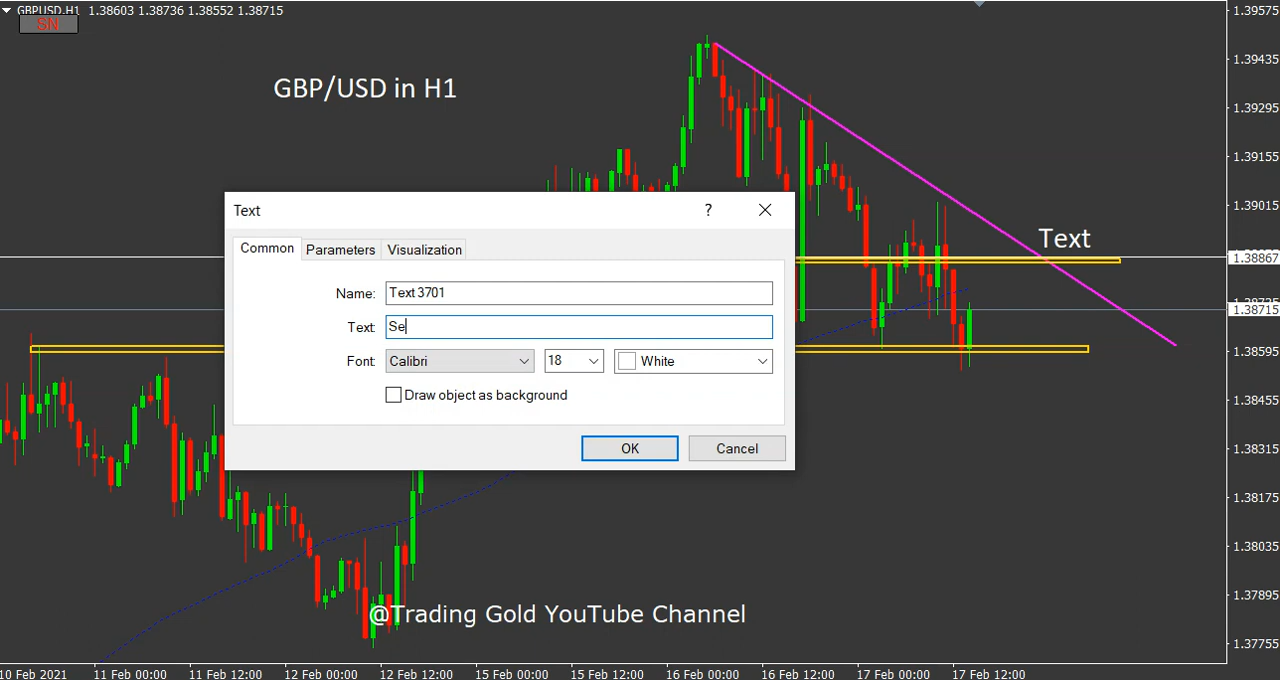 GBPUSD,H1 1.38603 1.38736 1.38552 1.38715
SN
GBP/USD in H1
Text
? 
Common Parameters Visualization
Name: Text 3701
Text: Se
Font: Calibri 18 White
Draw object as background
OK Cancel
Text
@Trading Gold YouTube Channel
1.39575
1.39435
1.39295
1.39155
1.39015
1.38867
1.38715
1.38595
1.38455
1.38315
1.38175
1.38035
1.37895
1.37755
10 Feb 2021 11 Feb 00:00 11 Feb 12:00 12 Feb 00:00 12 Feb 12:00 15 Feb 00:00 15 Feb 12:00 16 Feb 00:00 16 Feb 12:00 17 Feb 00:00 17 Feb 12:00